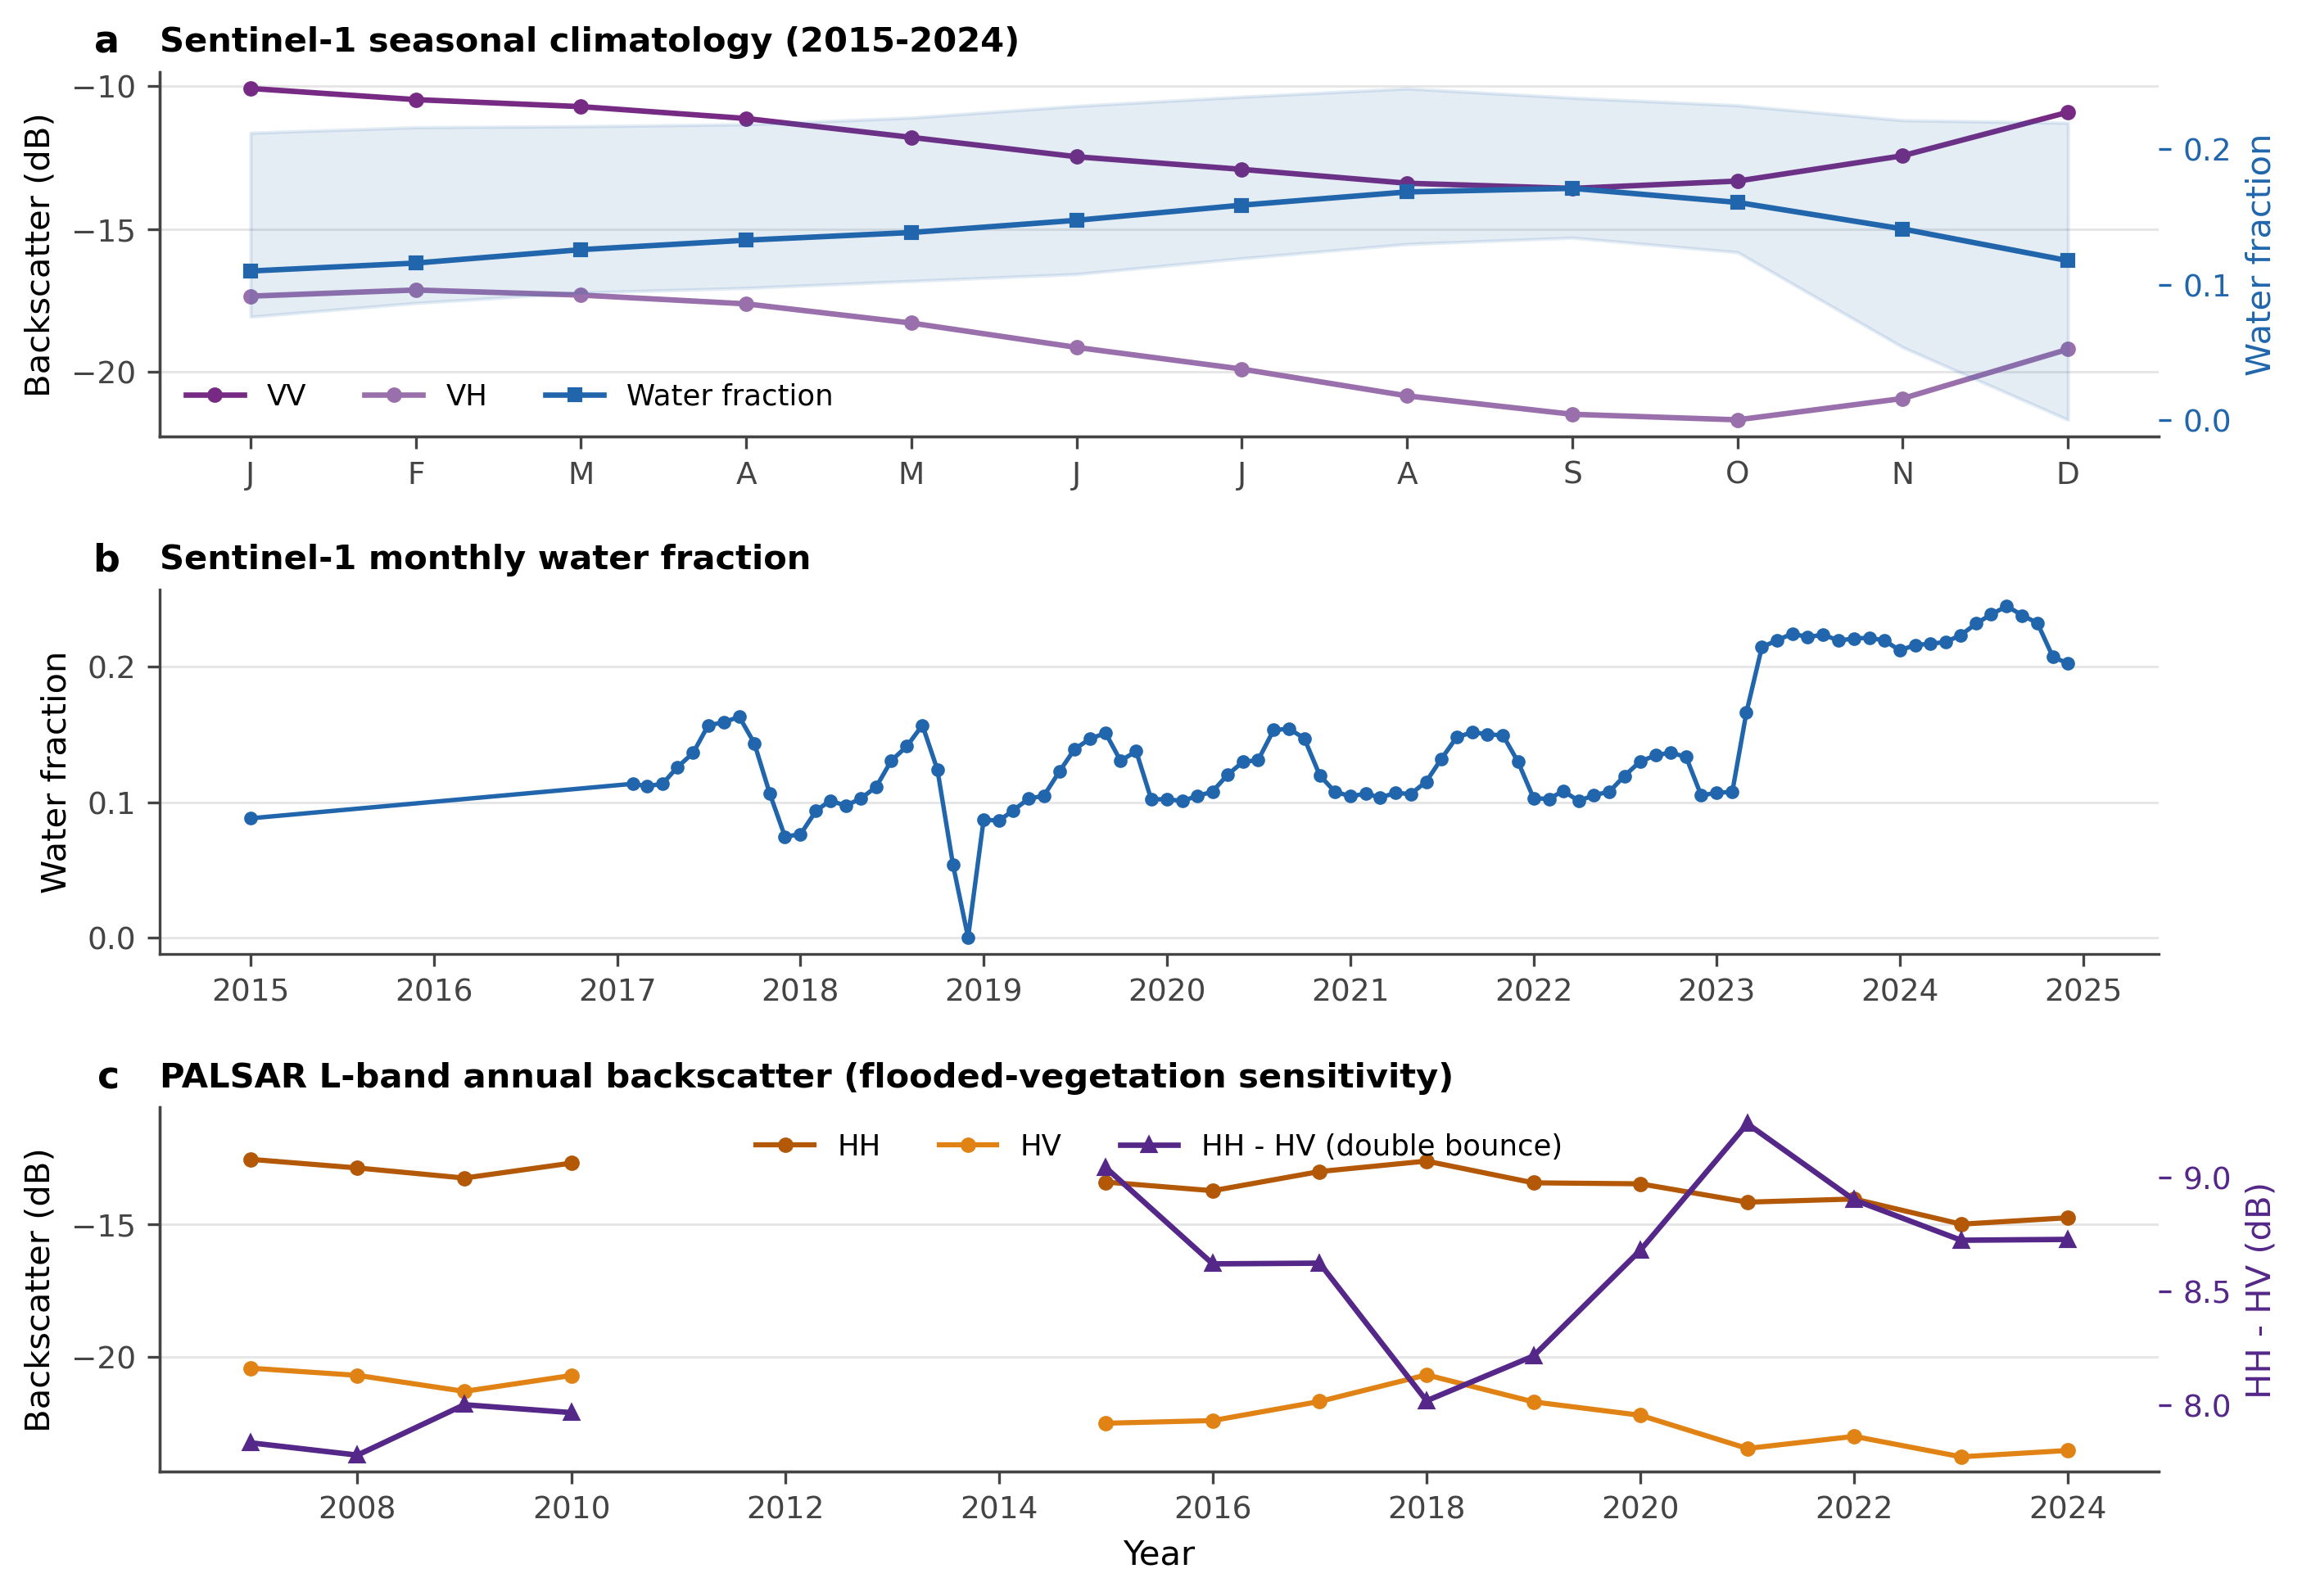 a Sentinel-1 seasonal climatology (2015-2024)
Backscatter (dB)
−10
−15
−20
0.2
0.1
0.0
Water fraction
VV VH Water fraction
J F M A M J J A S O N D
b Sentinel-1 monthly water fraction
Water fraction
0.2
0.1
0.0
2015 2016 2017 2018 2019 2020 2021 2022 2023 2024 2025
c PALSAR L-band annual backscatter (flooded-vegetation sensitivity)
HH HV HH - HV (double bounce)
Backscatter (dB)
−15
−20
9.0
8.5
8.0
HH - HV (dB)
2008 2010 2012 2014 2016 2018 2020 2022 2024
Year